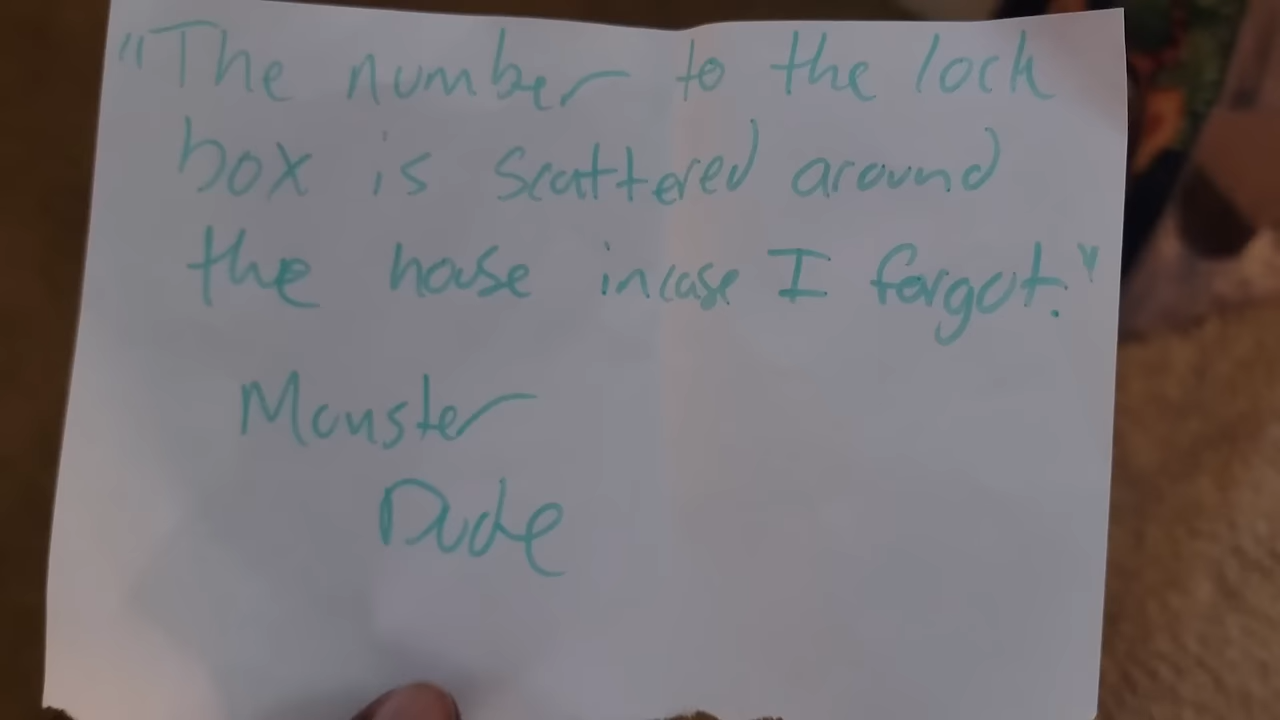 "The number to the lock
box is scattered around
the house incase I forgot."
Monster
Dude